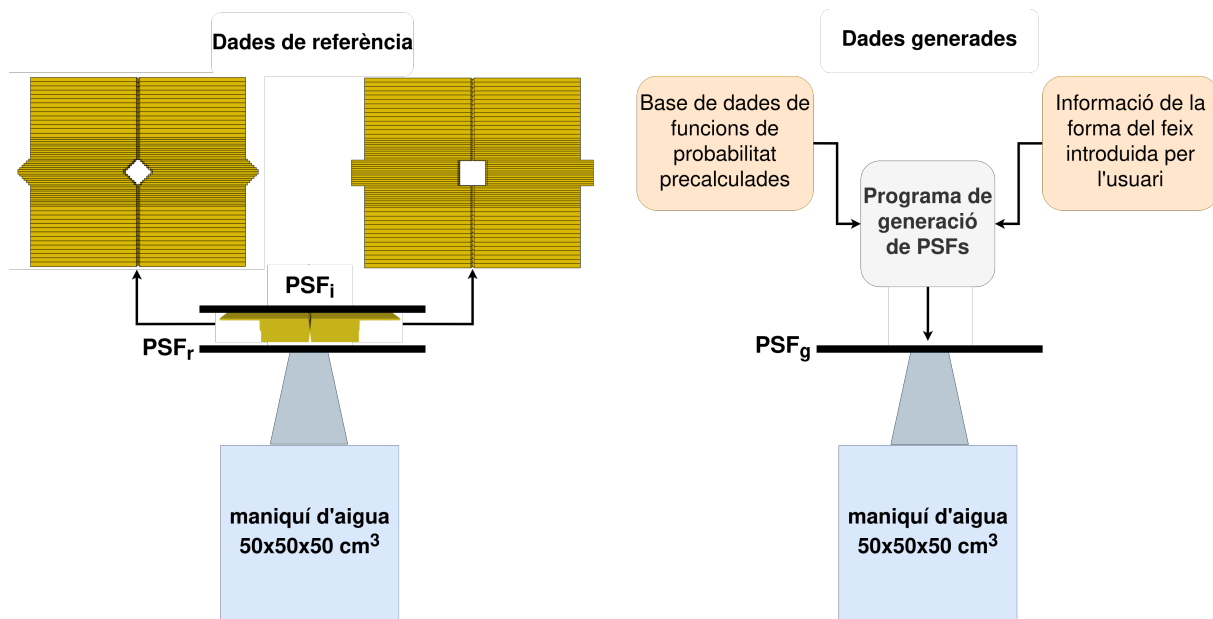 Dades de referència
PSFi
PSFr
maniquí d'aigua
50x50x50 cm3
Dades generades
Base de dades de
funcions de
probabilitat
precalculades
Informació de la
forma del feix
introduida per
l'usuari
Programa de
generació
de PSFs
PSFg
maniquí d'aigua
50x50x50 cm3